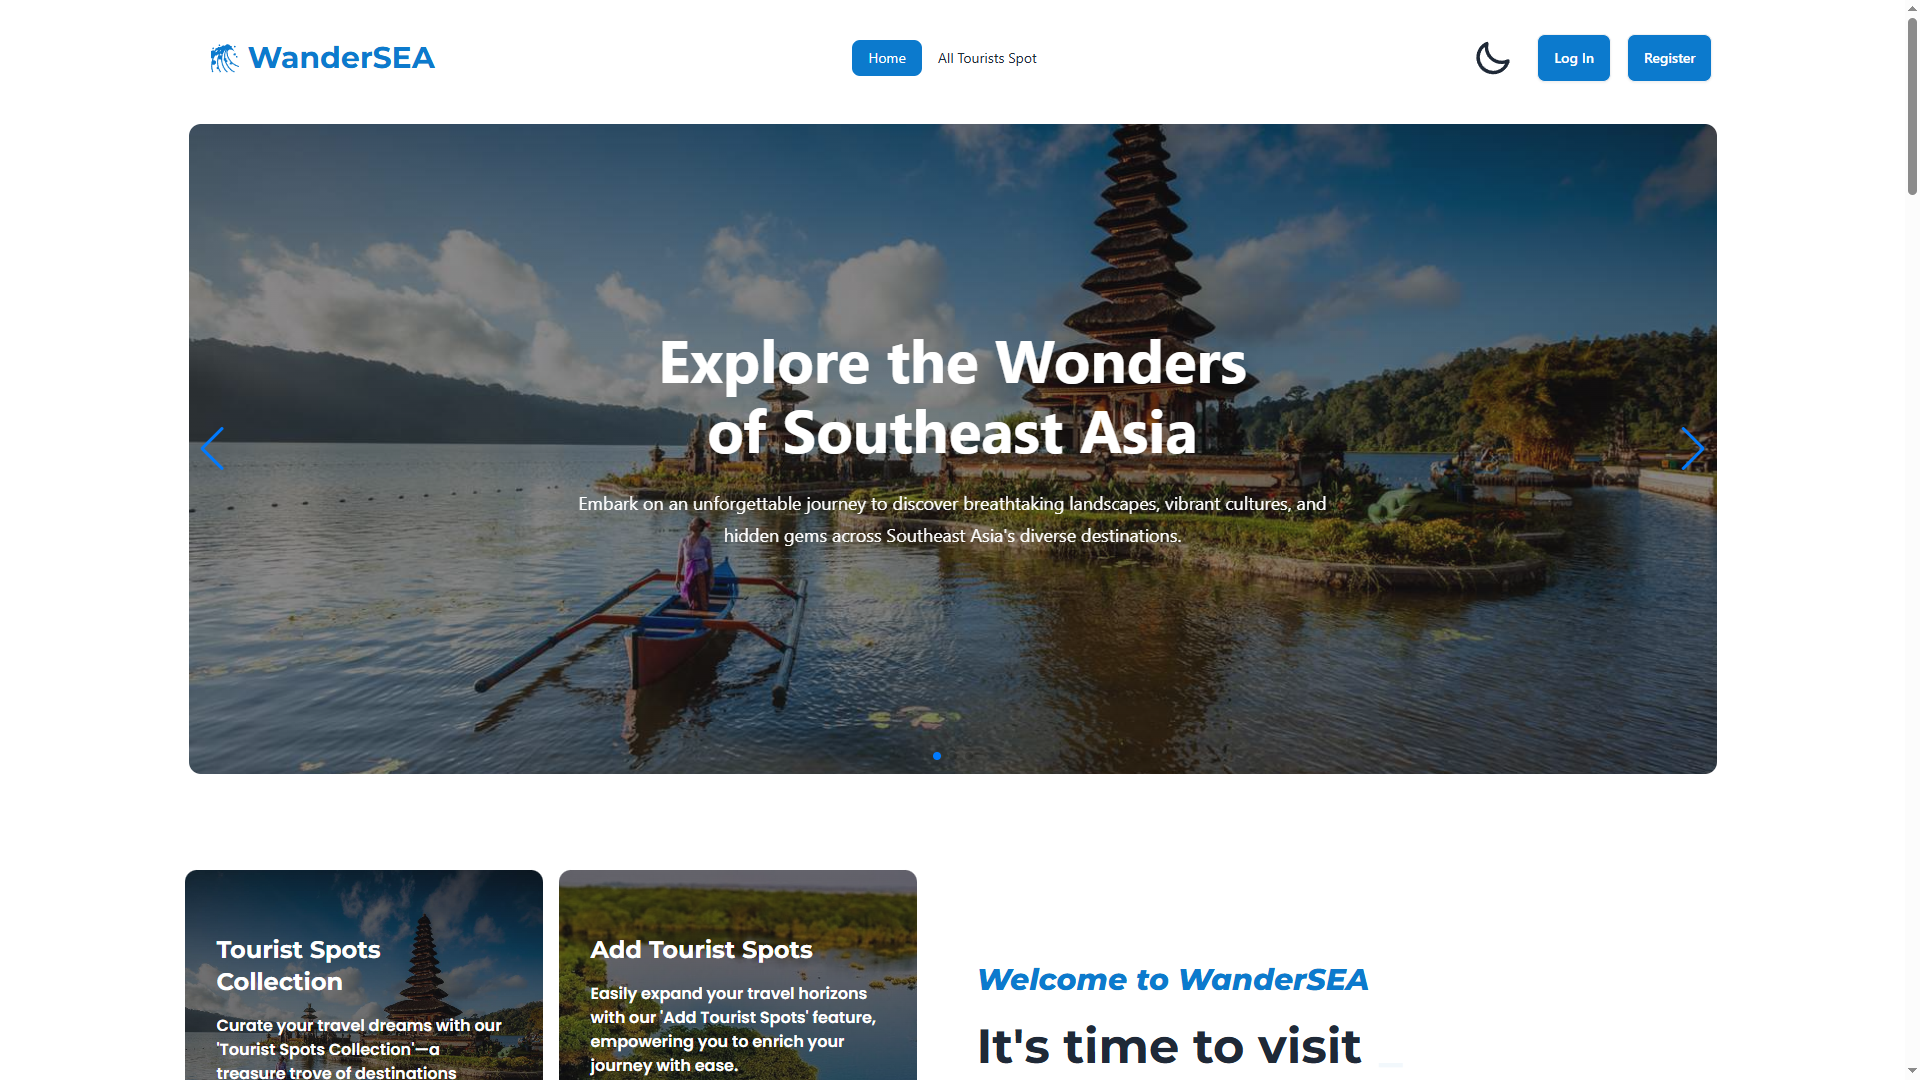 WanderSEA
Home
All Tourists Spot
Log In
Register
Explore the Wonders
of Southeast Asia
Embark on an unforgettable journey to discover breathtaking landscapes, vibrant cultures, and
hidden gems across Southeast Asia's diverse destinations.
Tourist Spots
Collection
Curate your travel dreams with our
'Tourist Spots Collection'—a
treasure trove of destinations
Add Tourist Spots
Easily expand your travel horizons
with our 'Add Tourist Spots' feature,
empowering you to enrich your
journey with ease.
Welcome to WanderSEA
It's time to visit